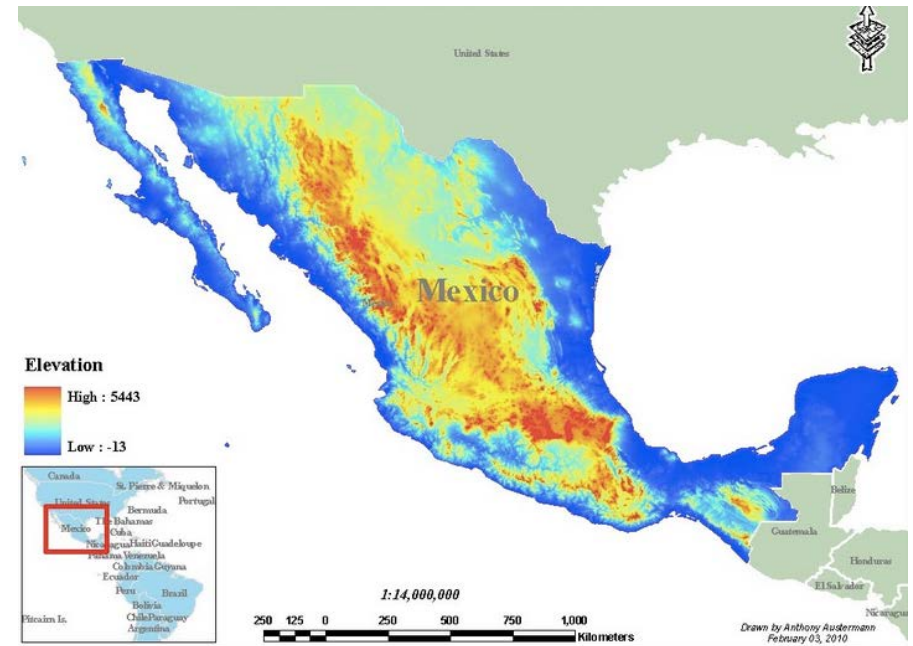 United States
Mexico
Elevation
High : 5443
Low : -13
Belize
Guatemala
Honduras
El Salvador
Nicaragua
Canada
St. Pierre & Miquelon
United States
Portugal
Bermuda
Mexico
The Bahamas
Cuba
Nicaragua
Haiti
Guadeloupe
Panama
Venezuela
Colombia
Guyana
Ecuador
Peru
Brazil
Bolivia
Pitcairn Is.
Chile
Paraguay
Argentina
1:14,000,000
250 125 0 250 500 750 1,000
Kilometers
Drawn by Anthony Austermann
February 03, 2010